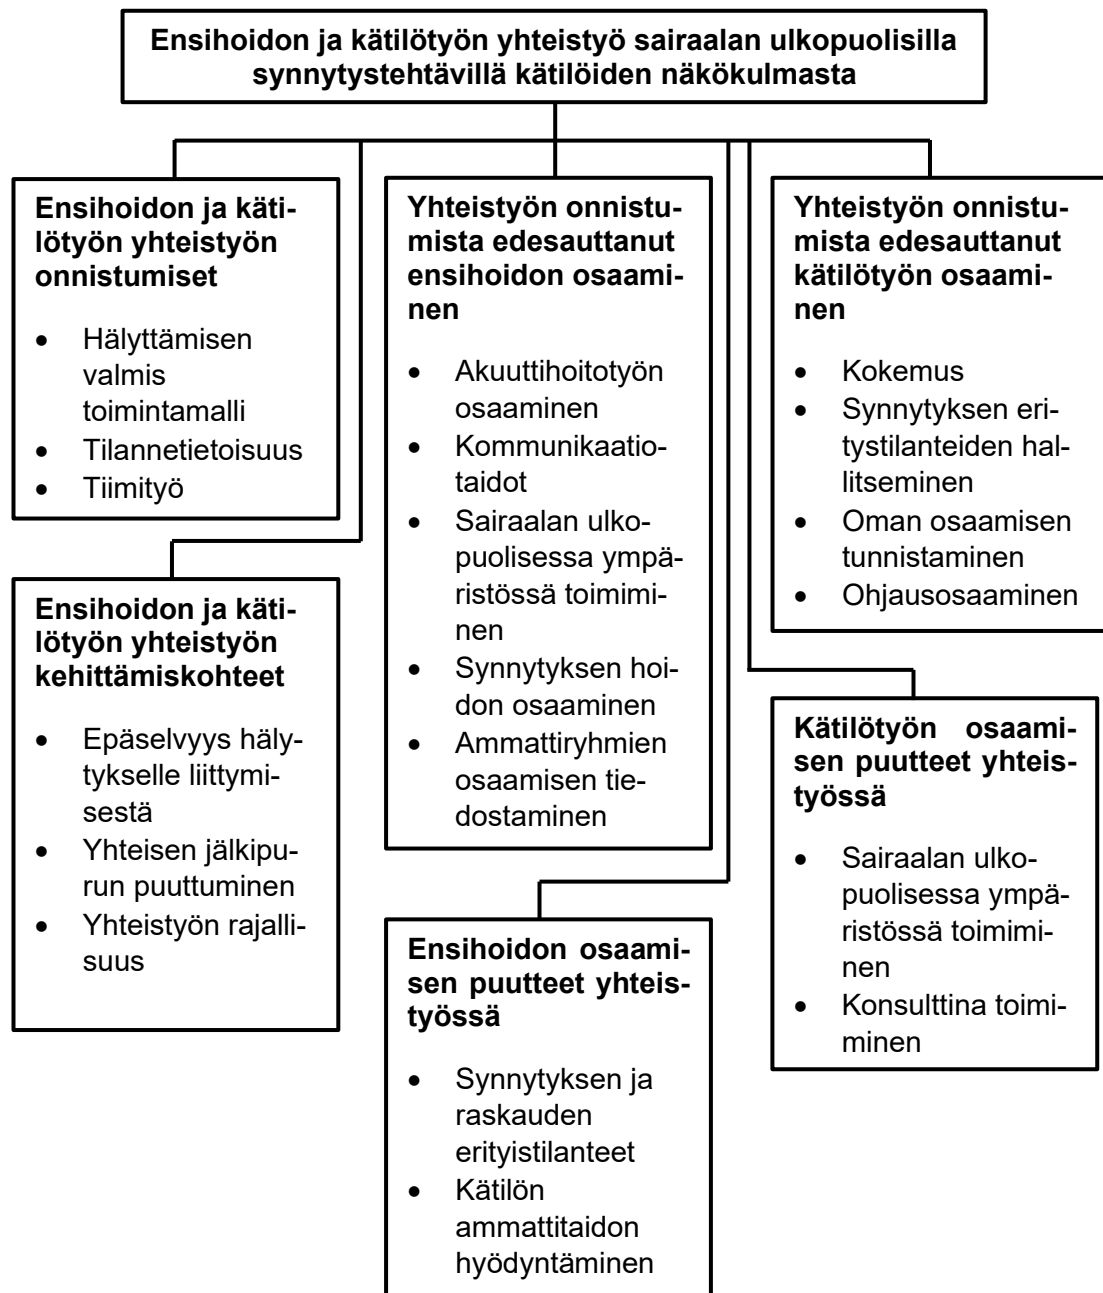 Ensihoidon ja kätilötyön yhteistyö sairaalan ulkopuolisilla
synnytystehtävillä kätilöiden näkökulmasta
Ensihoidon ja käti-
lötyön yhteistyön
onnistumiset
• Hälyttämisen
valmis
toimintamalli
• Tilannetietoisuus
• Tiimityö
Ensihoidon ja käti-
lötyön yhteistyön
kehittämiskohteet
• Epäselvyys häly-
tykselle liittymi-
sestä
• Yhteisen jälkipu-
run puuttuminen
• Yhteistyön rajalli-
suus
Yhteistyön onnistu-
mista edesauttanut
ensihoidon osaami-
nen
• Akuuttihoitotyön
osaaminen
• Kommunikaatio-
taidot
• Sairaalan ulko-
puolisessa ympä-
ristössä toimimi-
nen
• Synnytyksen hoi-
don osaaminen
• Ammattiryhmien
osaamisen tie-
dostaminen
Ensihoidon osaami-
sen puutteet yhteis-
työssä
• Synnytyksen ja
raskauden
erityistilanteet
• Kätilön
ammattitaidon
hyödyntäminen
Yhteistyön onnistu-
mista edesauttanut
kätilötyön osaami-
nen
• Kokemus
• Synnytyksen eri-
tystilanteiden hal-
litseminen
• Oman osaamisen
tunnistaminen
• Ohjausosaaminen
Kätilötyön osaami-
sen puutteet yhteis-
työssä
• Sairaalan ulko-
puolisessa ympä-
ristössä toimimi-
nen
• Konsulttina toimi-
minen